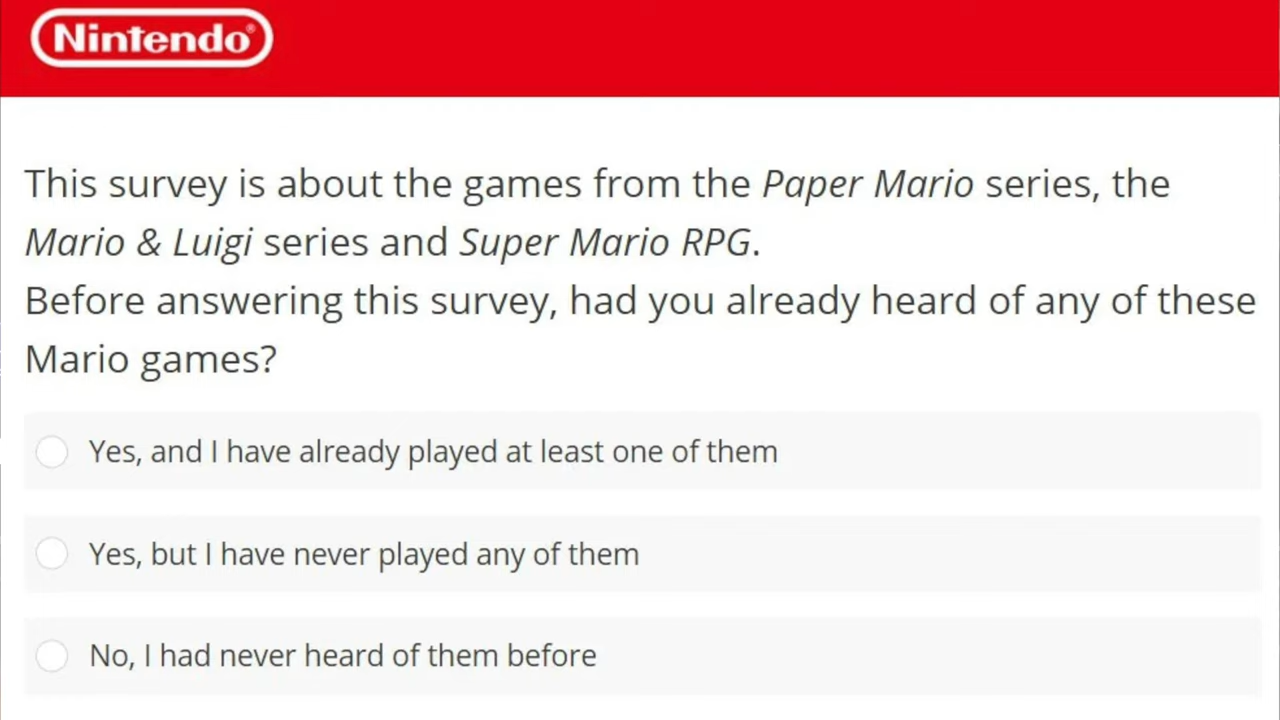 Nintendo®
This survey is about the games from the Paper Mario series, the
Mario & Luigi series and Super Mario RPG.
Before answering this survey, had you already heard of any of these
Mario games?
Yes, and I have already played at least one of them
Yes, but I have never played any of them
No, I had never heard of them before